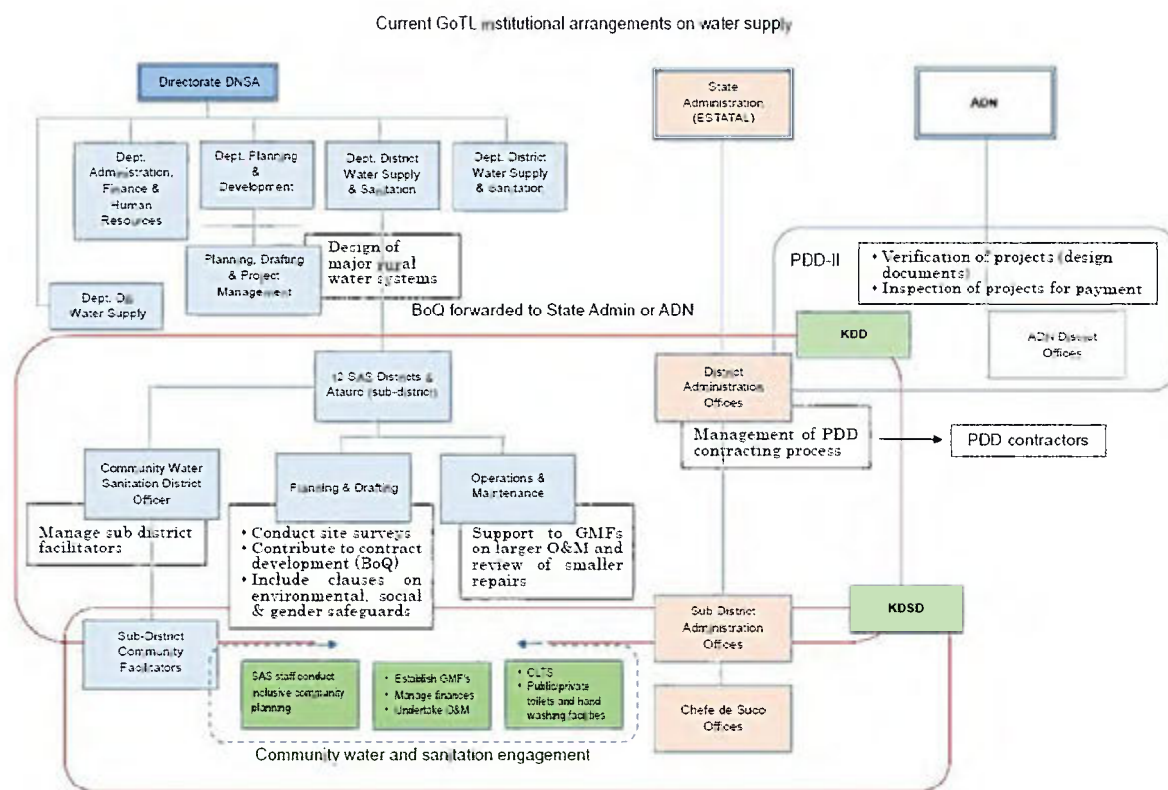 Current GoTL institutional arrangements on water supply
Directorate DNSA
State
Administration
(ESTATAL)
ADN
Dept.
Administration,
Finance &
Human
Resources
Dept. Planning
&
Development
Dept. District
Water Supply
& Sanitation
Dept. District
Water Supply
& Sanitation
Planning, Drafting
& Project
Management
Design of
major rural
water systems
PDD-II
• Verification of projects (design
documents)
• Inspection of projects for payment
Dept. Dili
Water Supply
BoQ forwarded to State Admin or ADN
KDD
ADN District
Offices
12 SAS Districts &
Atauro (sub-district)
District
Administration
Offices
Management of PDD
contracting process
PDD contractors
Community Water
Sanitation District
Officer
Planning & Drafting
Operations &
Maintenance
Manage sub district
facilitators
• Conduct site surveys
• Contribute to contract
development (BoQ)
• Include clauses on
environmental, social
& gender safeguards
Support to GMFs
on larger O&M and
review of smaller
repairs
KDSD
Sub-District
Community
Facilitators
Sub District
Administration
Offices
SAS staff conduct
inclusive community
planning
• Establish GMF's
• Manage finances
• Undertake O&M
• CLTS
• Public/private
toilets and hand
washing facilities
Chefe de Suco
Offices
Community water and sanitation engagement